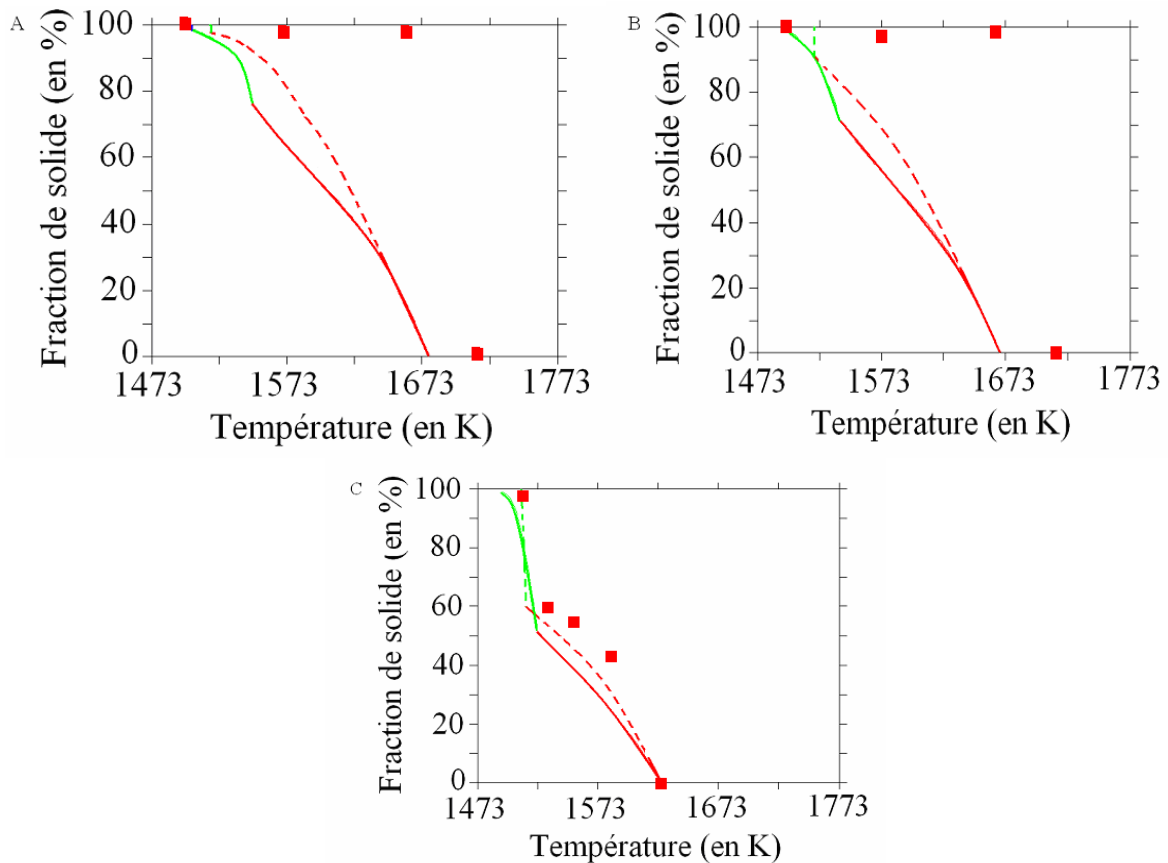 A
Fraction de solide (en %)
100
80
60
40
20
0
1473 1573 1673 1773
Température (en K)
B
Fraction de solide (en %)
100
80
60
40
20
0
1473 1573 1673 1773
Température (en K)
C
Fraction de solide (en %)
100
80
60
40
20
0
1473 1573 1673 1773
Température (en K)